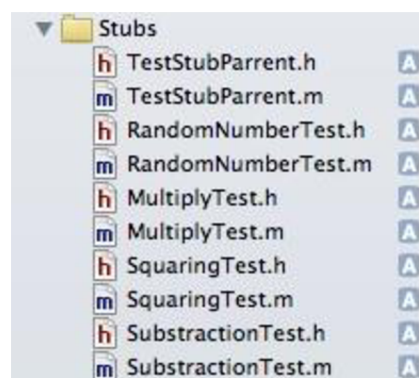 Stubs
h TestStubParrent.h A
m TestStubParrent.m A
h RandomNumberTest.h A
m RandomNumberTest.m A
h MultiplyTest.h A
m MultiplyTest.m A
h SquaringTest.h A
m SquaringTest.m A
h SubstractionTest.h A
m SubstractionTest.m A